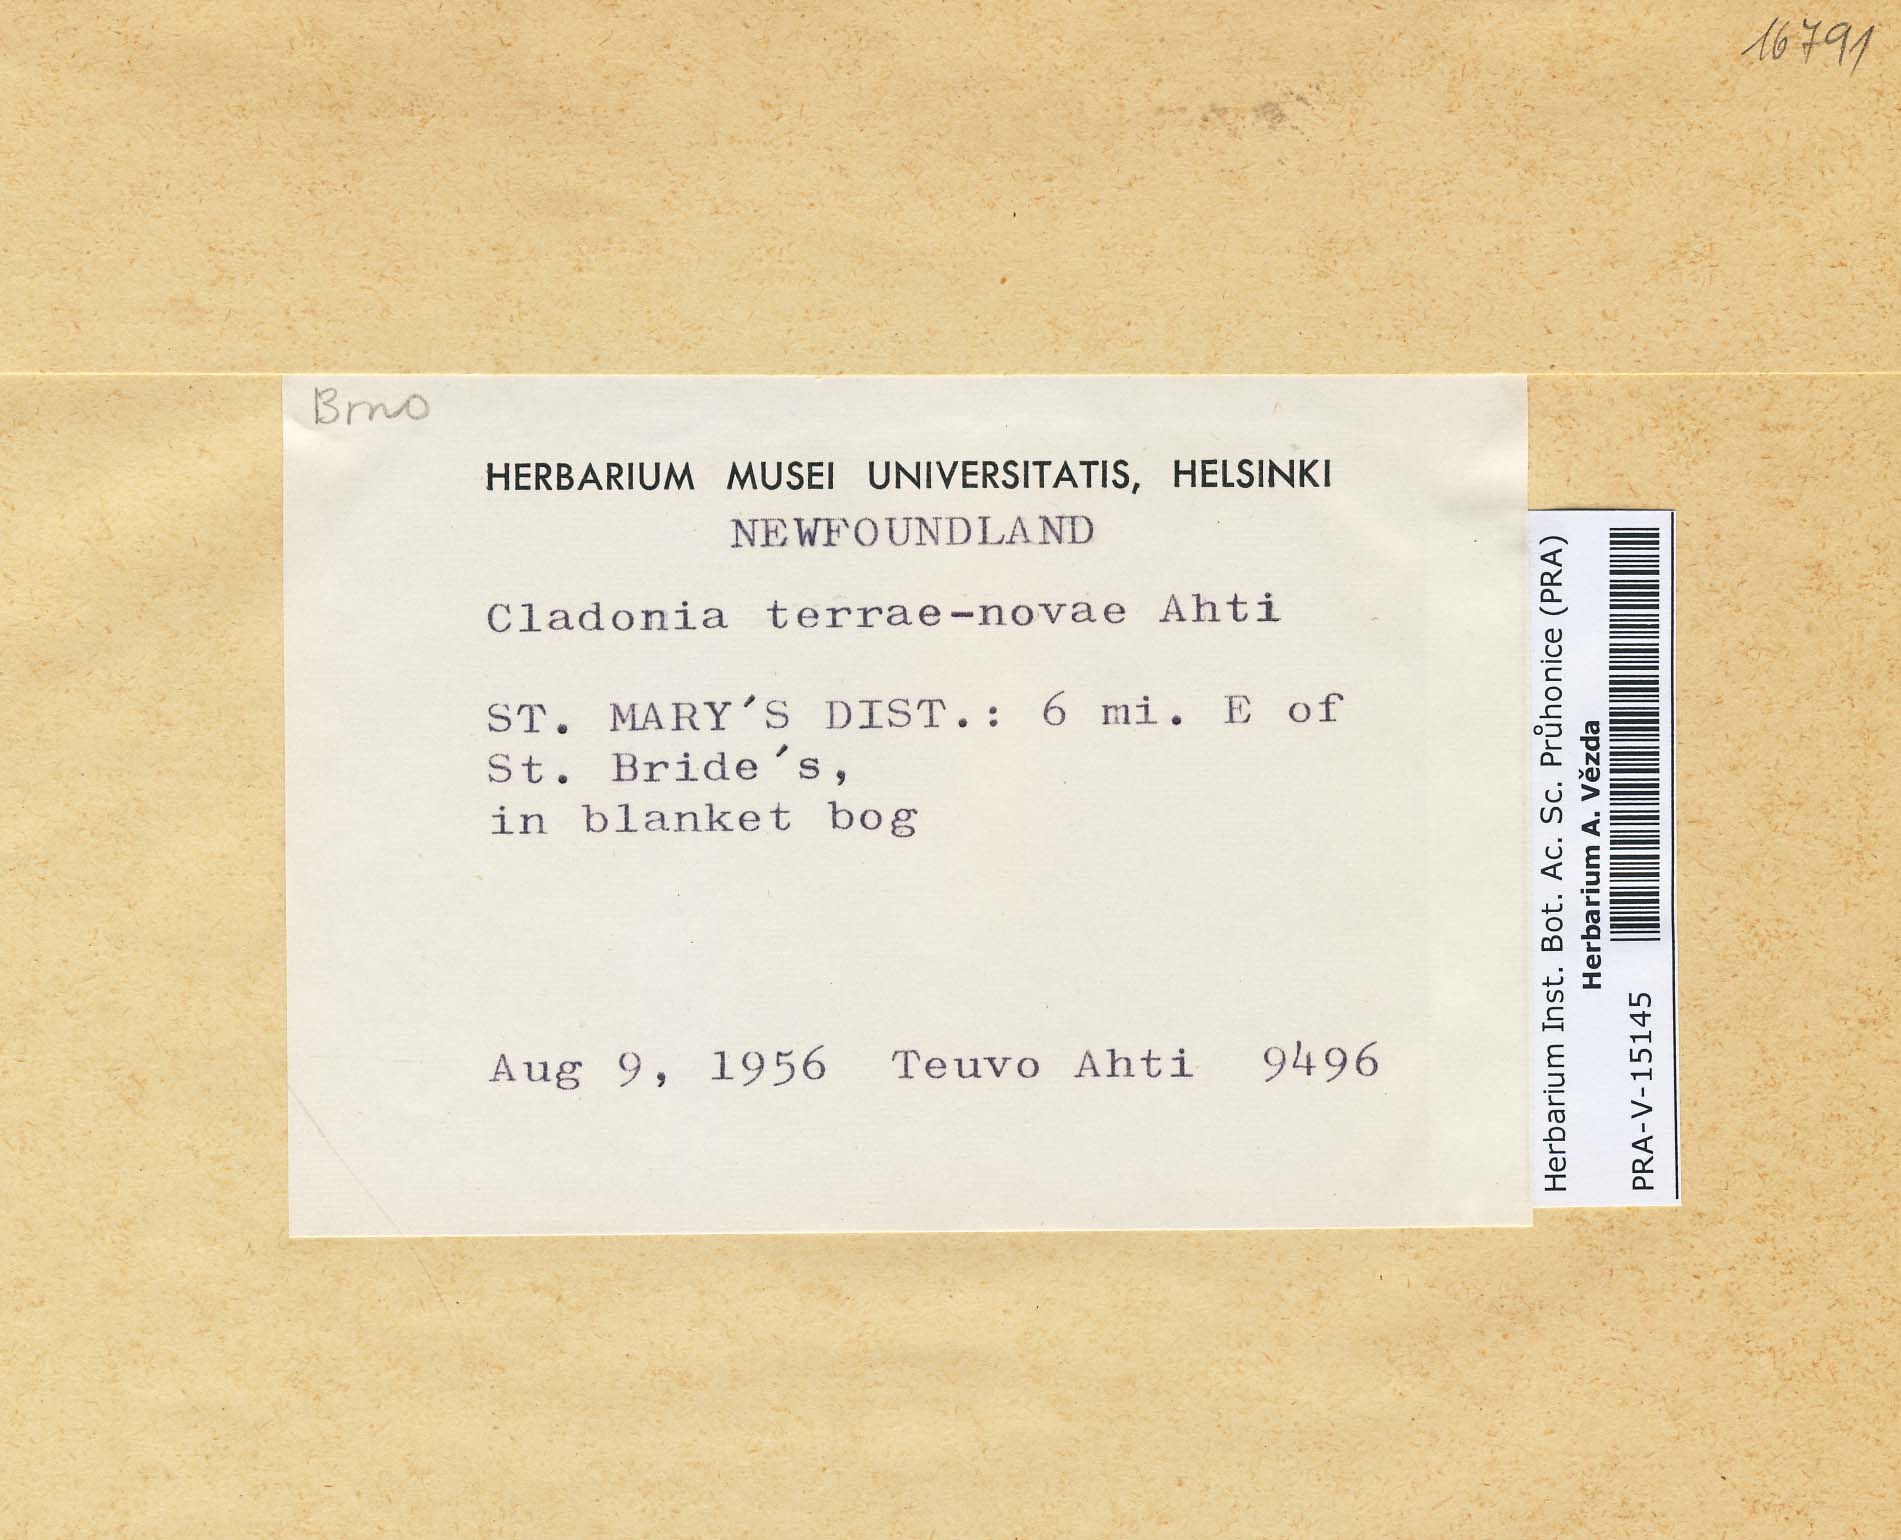 16791
Brno
HERBARIUM MUSEI UNIVERSITATIS, HELSINKI
NEWFOUNDLAND
Cladonia terrae-novae Ahti
ST. MARY'S DIST.: 6 mi. E of
St. Bride's,
in blanket bog
Aug 9, 1956 Teuvo Ahti 9496
Herbarium Inst. Bot. Ac. Sc. Průhonice (PRA)
Herbarium A. Vězda
PRA-V-15145